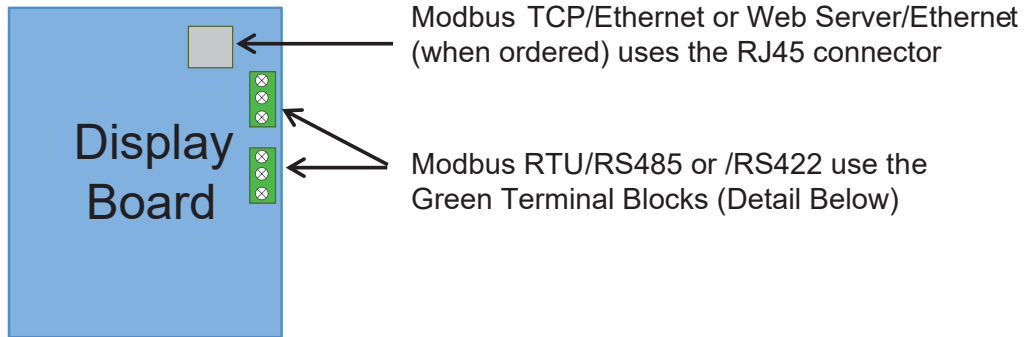 Modbus TCP/Ethernet or Web Server/Ethernet
(when ordered) uses the RJ45 connector
Display
Board
Modbus RTU/RS485 or /RS422 use the
Green Terminal Blocks (Detail Below)